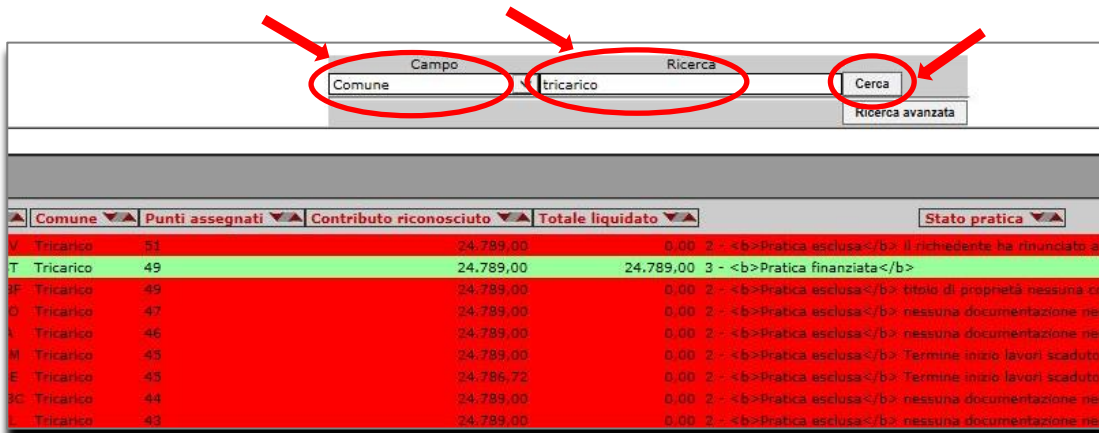 Campo Ricerca
Comune tricarico Cerca
Ricerca avanzata
Comune Punti assegnati Contributo riconosciuto Totale liquidato Stato pratica
V Tricarico 51 24.789,00 0,00 2 - <b>Pratica esclusa</b> il richiedente ha rinunciato a
T Tricarico 49 24.789,00 24.789,00 3 - <b>Pratica finanziata</b>
BF Tricarico 49 24.789,00 0,00 2 - <b>Pratica esclusa</b> titolo di proprietà nessuna
O Tricarico 47 24.789,00 0,00 2 - <b>Pratica esclusa</b> nessuna documentazione ne
Tricarico 46 24.789,00 0,00 2 - <b>Pratica esclusa</b> nessuna documentazione ne
M Tricarico 45 24.789,00 0,00 2 - <b>Pratica esclusa</b> Termine inizio lavori scaduto
E Tricarico 45 24.786,72 0,00 2 - <b>Pratica esclusa</b> Termine inizio lavori scaduto
BC Tricarico 44 24.789,00 0,00 2 - <b>Pratica esclusa</b> nessuna documentazione ne
Tricarico 43 24.789,00 0,00 2 - <b>Pratica esclusa</b> nessuna documentazione ne